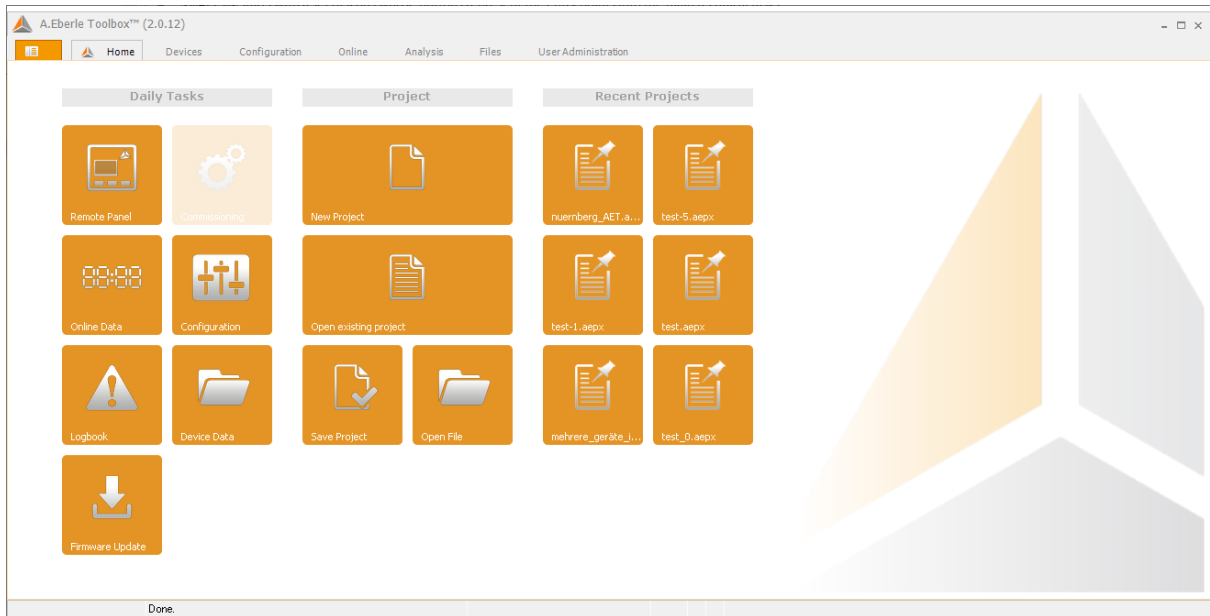 A.Eberle Toolbox™ (2.0.12)
Home Devices Configuration Online Analysis Files User Administration
Daily Tasks Project Recent Projects
Remote Panel Commissioning New Project nuernberg_AET.a... test-5.aepx
88:88
Online Data Configuration Open existing project test-1.aepx test.aepx
Logbook Device Data Save Project Open File mehrere_geräte_i... test_0.aepx
Firmware Update
Done.